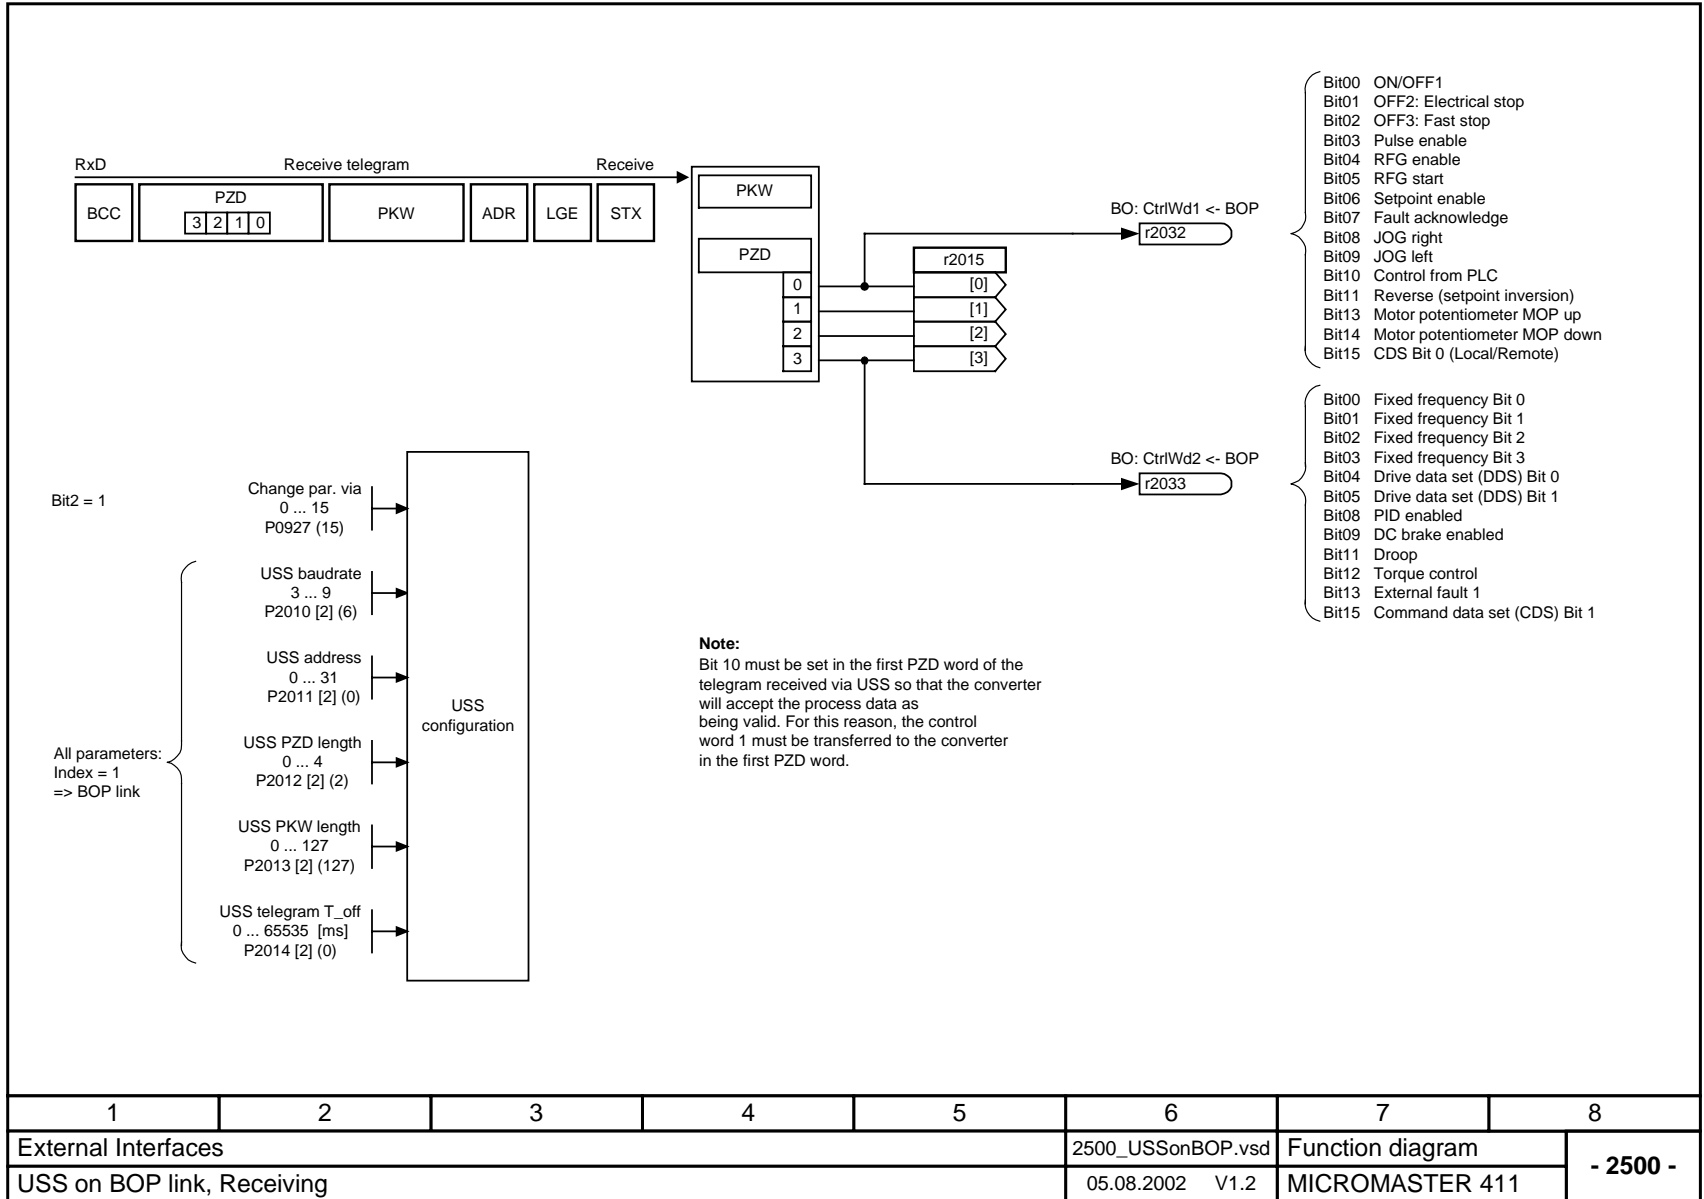 RxD Receive telegram Receive
BCC PZD PKW ADR LGE STX
3 2 1 0
PKW
PZD
0
1
2
3
r2015
[0]
[1]
[2]
[3]
BO: CtrlWd1 <- BOP
r2032
Bit00 ON/OFF1
Bit01 OFF2: Electrical stop
Bit02 OFF3: Fast stop
Bit03 Pulse enable
Bit04 RFG enable
Bit05 RFG start
Bit06 Setpoint enable
Bit07 Fault acknowledge
Bit08 JOG right
Bit09 JOG left
Bit10 Control from PLC
Bit11 Reverse (setpoint inversion)
Bit13 Motor potentiometer MOP up
Bit14 Motor potentiometer MOP down
Bit15 CDS Bit 0 (Local/Remote)
BO: CtrlWd2 <- BOP
r2033
Bit00 Fixed frequency Bit 0
Bit01 Fixed frequency Bit 1
Bit02 Fixed frequency Bit 2
Bit03 Fixed frequency Bit 3
Bit04 Drive data set (DDS) Bit 0
Bit05 Drive data set (DDS) Bit 1
Bit08 PID enabled
Bit09 DC brake enabled
Bit11 Droop
Bit12 Torque control
Bit13 External fault 1
Bit15 Command data set (CDS) Bit 1
Bit2 = 1
Change par. via
0 ... 15
P0927 (15)
USS baudrate
3 ... 9
P2010 [2] (6)
USS address
0 ... 31
P2011 [2] (0)
USS PZD length
0 ... 4
P2012 [2] (2)
USS PKW length
0 ... 127
P2013 [2] (127)
USS telegram T_off
0 ... 65535 [ms]
P2014 [2] (0)
All parameters:
Index = 1
=> BOP link
USS
configuration
Note:
Bit 10 must be set in the first PZD word of the
telegram received via USS so that the converter
will accept the process data as
being valid. For this reason, the control
word 1 must be transferred to the converter
in the first PZD word.
1 2 3 4 5 6 7 8
External Interfaces 2500_USSonBOP.vsd Function diagram
USS on BOP link, Receiving 05.08.2002 V1.2 MICROMASTER 411
- 2500 -